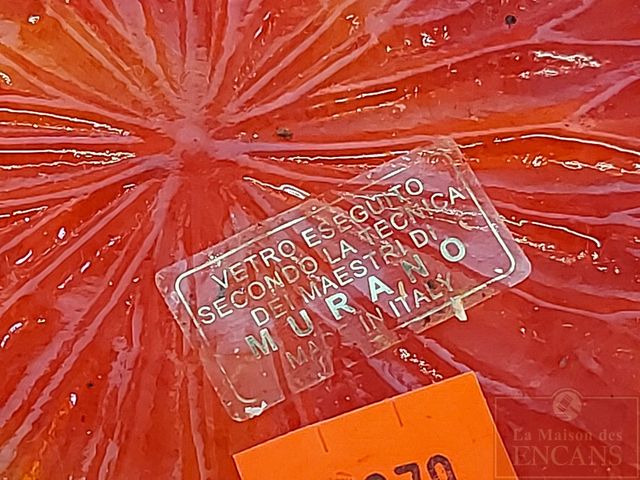 VETRO ESEGUITO
SECONDO LA TECNICA
DEI MAESTRI DI
MURANO
MADE IN ITALY
La Maison des
ENCANS